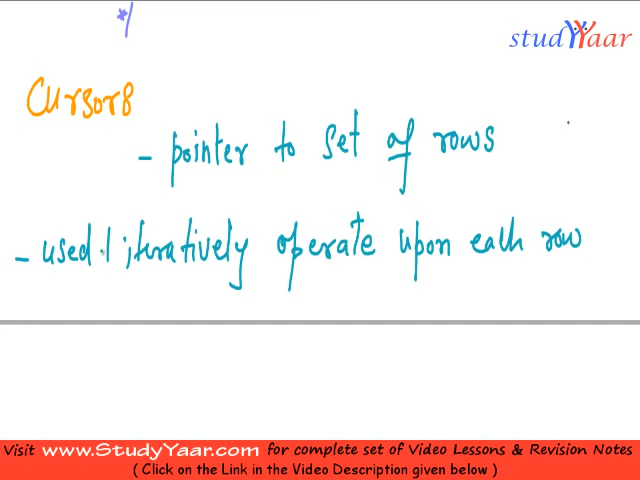 */
studYYaar
Cursors
- pointer to set of rows
- used iteratively operate upon each row
Visit www.StudyYaar.com for complete set of Video Lessons & Revision Notes
( Click on the Link in the Video Description given below )